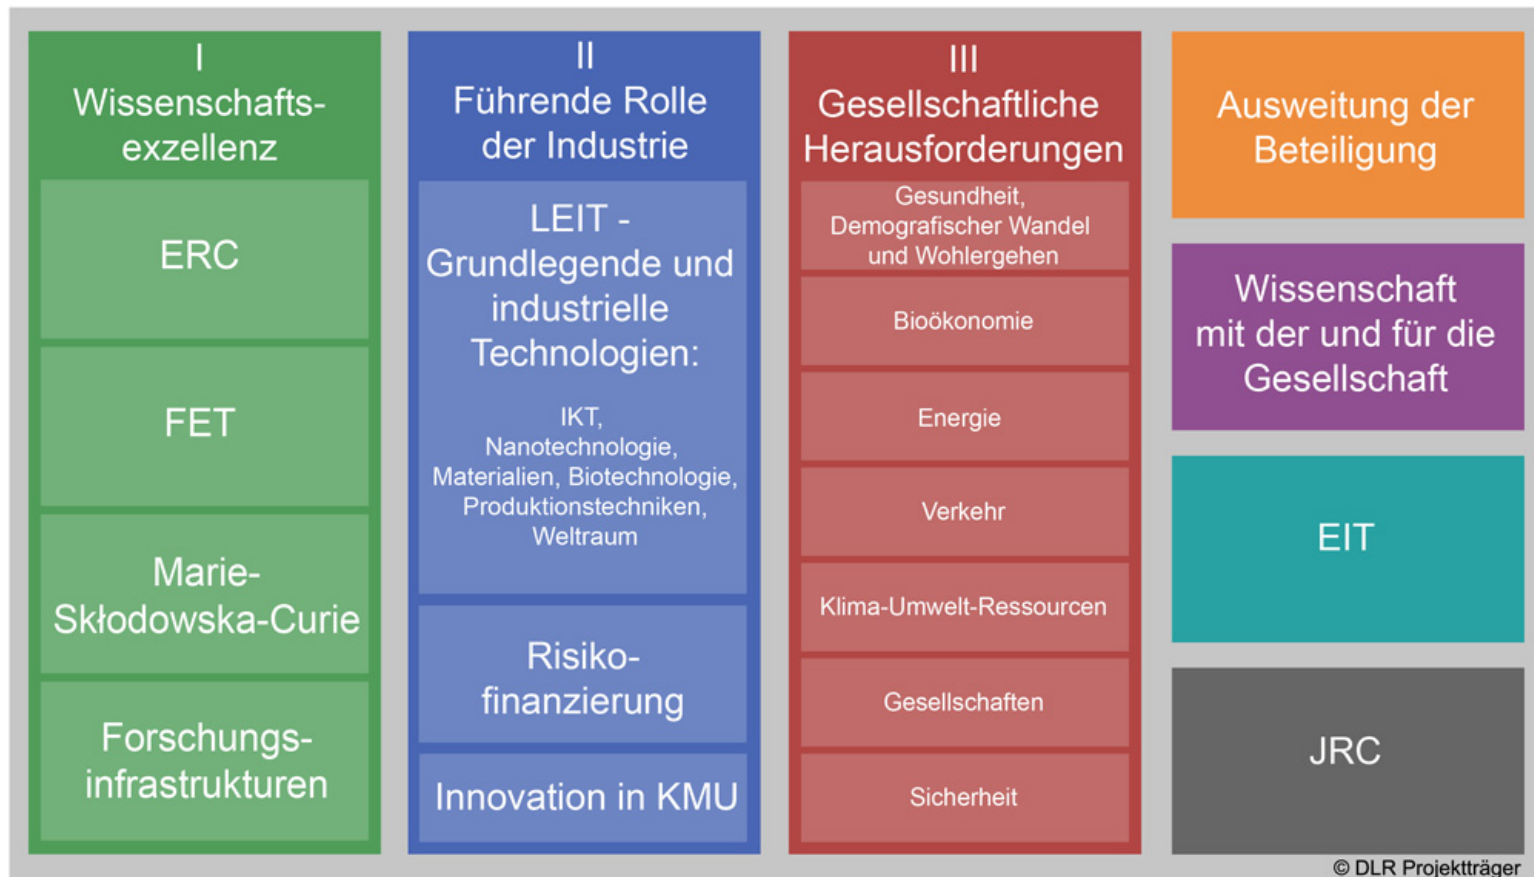 I
Wissenschafts-
exzellenz
ERC
FET
Marie-
Skłodowska-Curie
Forschungs-
infrastrukturen
II
Führende Rolle
der Industrie
LEIT -
Grundlegende und
industrielle
Technologien:
IKT,
Nanotechnologie,
Materialien, Biotechnologie,
Produktionstechniken,
Weltraum
Risiko-
finanzierung
Innovation in KMU
III
Gesellschaftliche
Herausforderungen
Gesundheit,
Demografischer Wandel
und Wohlergehen
Bioökonomie
Energie
Verkehr
Klima-Umwelt-Ressourcen
Gesellschaften
Sicherheit
Ausweitung der
Beteiligung
Wissenschaft
mit der und für die
Gesellschaft
EIT
JRC
© DLR Projektträger